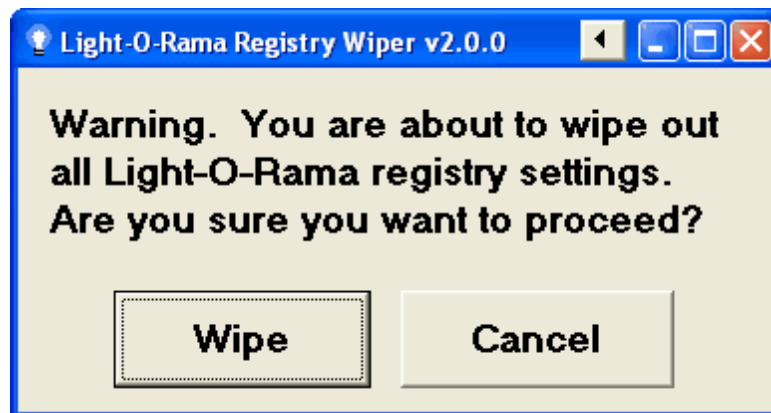 Light-O-Rama Registry Wiper v2.0.0
Warning.  You are about to wipe out
all Light-O-Rama registry settings.
Are you sure you want to proceed?
Wipe
Cancel